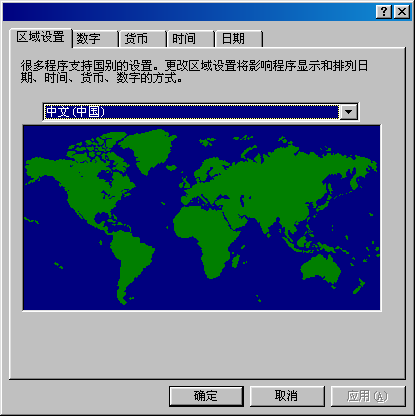 区域设置 数字 货币 时间 日期
很多程序支持国别的设置。更改区域设置将影响程序显示和排列日
期、时间、货币、数字的方式。
中文(中国)
确定 取消 应用(A)